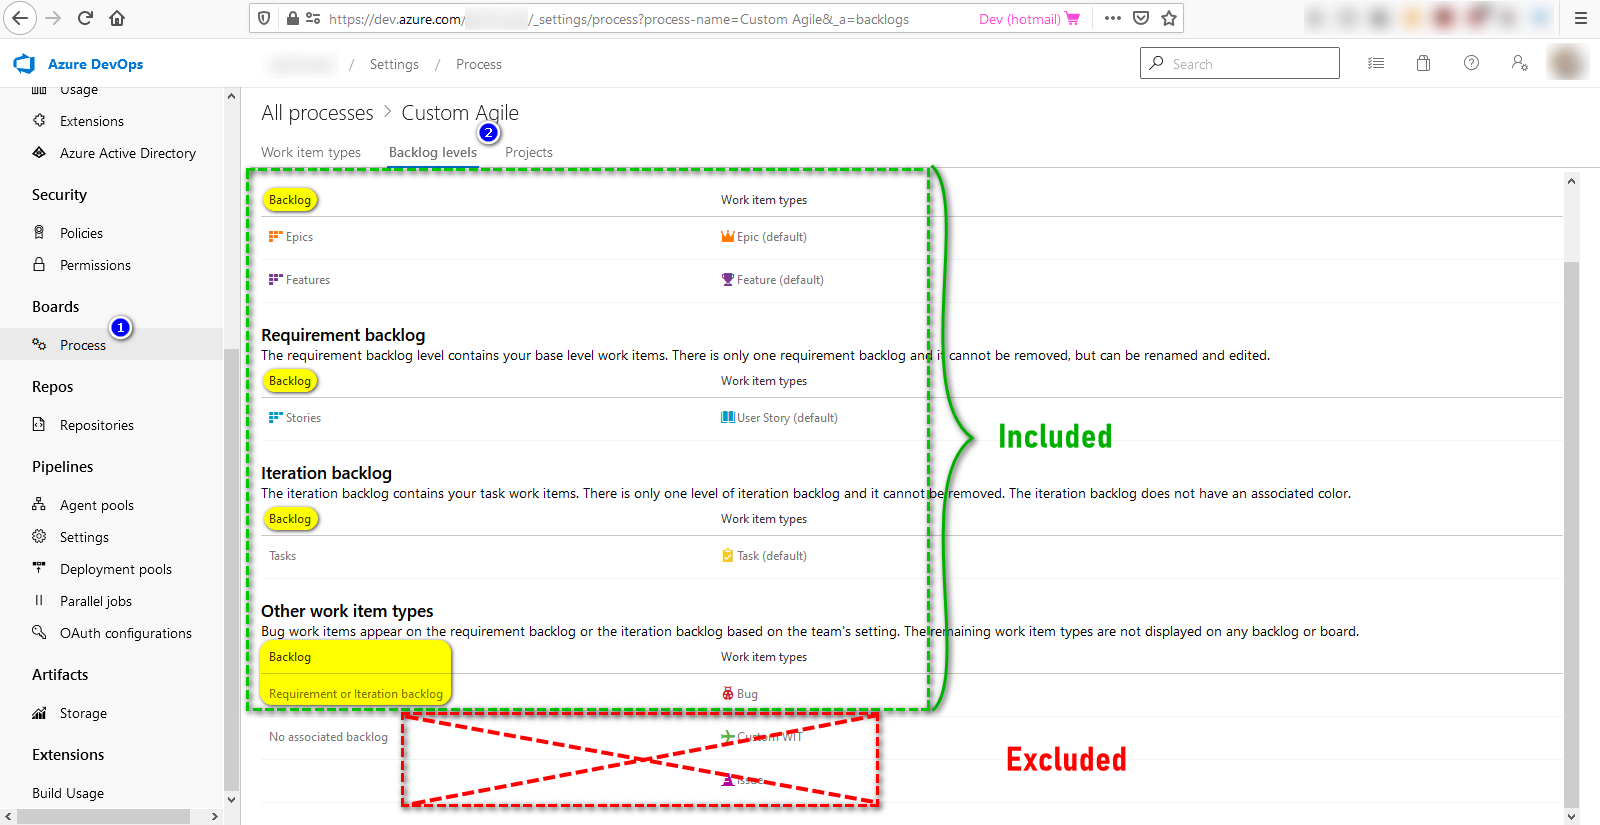 https://dev.azure.com/ /_settings/process?process-name=Custom Agile&_a=backlogs Dev (hotmail)
Azure DevOps / Settings / Process Search
Usage
Extensions
Azure Active Directory
Security
Policies
Permissions
Boards
1
Process
Repos
Repositories
Pipelines
Agent pools
Settings
Deployment pools
Parallel jobs
OAuth configurations
Artifacts
Storage
Extensions
Build Usage
All processes > Custom Agile
2
Work item types Backlog levels Projects
Backlog Work item types
Epics Epic (default)
Features Feature (default)
Requirement backlog
The requirement backlog level contains your base level work items. There is only one requirement backlog and it cannot be removed, but can be renamed and edited.
Backlog Work item types
Stories User Story (default)
Included
Iteration backlog
The iteration backlog contains your task work items. There is only one level of iteration backlog and it cannot be removed. The iteration backlog does not have an associated color.
Backlog Work item types
Tasks Task (default)
Other work item types
Bug work items appear on the requirement backlog or the iteration backlog based on the team's setting. The remaining work item types are not displayed on any backlog or board.
Backlog Work item types
Requirement or Iteration backlog Bug
No associated backlog Custom WIT
Excluded
Issue